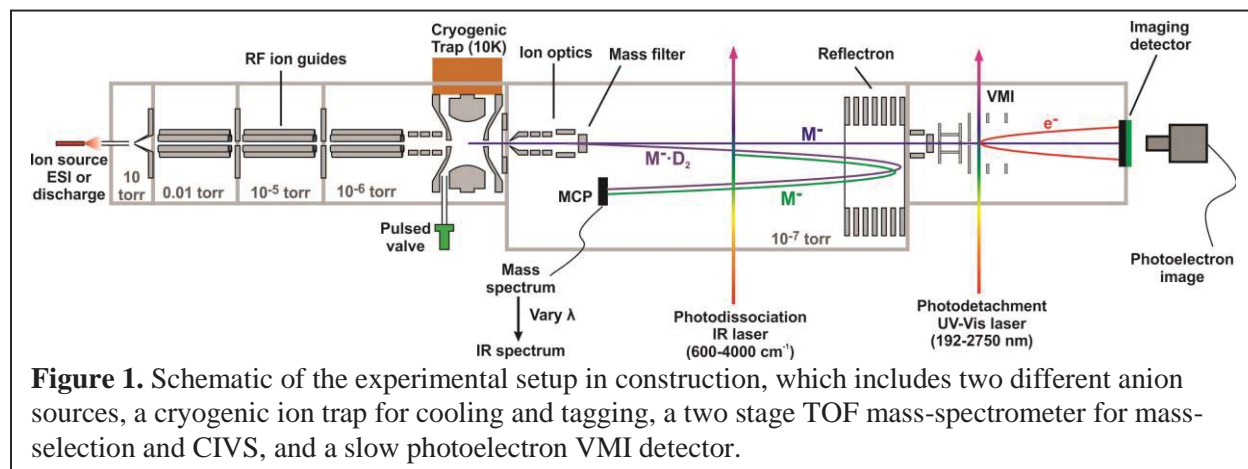 Cryogenic
Trap (10K)
RF ion guides
Ion optics
Mass filter
Reflectron
Imaging
detector
VMI
e-
M-
M-·D2
M-
Ion source
ESI or
discharge
10
torr
0.01 torr
10-5 torr
10-6 torr
MCP
10-7 torr
Pulsed
valve
Mass
spectrum
Vary λ
IR spectrum
Photodissociation
IR laser
(600-4000 cm-1)
Photodetachment
UV-Vis laser
(192-2750 nm)
Photoelectron
image
Figure 1. Schematic of the experimental setup in construction, which includes two different anion
sources, a cryogenic ion trap for cooling and tagging, a two stage TOF mass-spectrometer for mass-
selection and CIVS, and a slow photoelectron VMI detector.